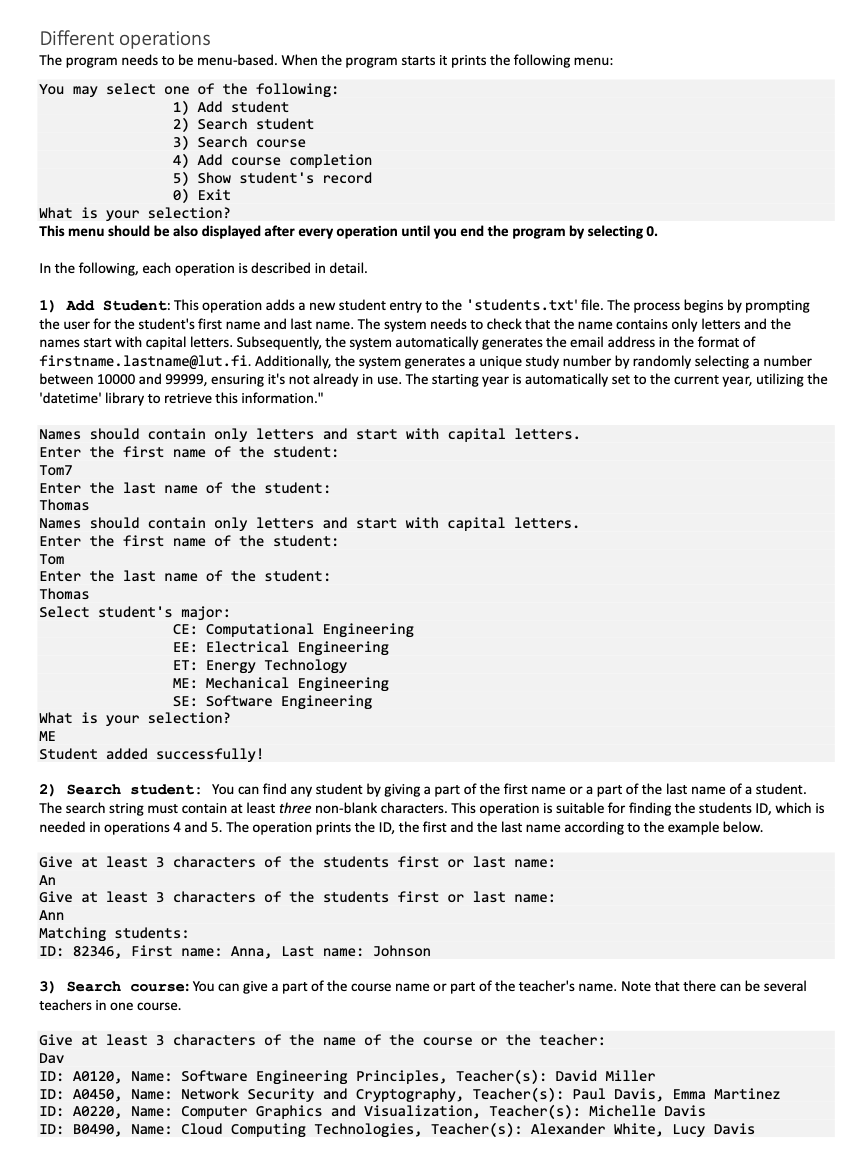 Different operations
The program needs to be menu-based. When the program starts it prints the following menu:
You may select one of the following:
1) Add student
2) Search student
3) Search course
4) Add course completion
5) Show student's record
0) Exit
What is your selection?
This menu should be also displayed after every operation until you end the program by selecting 0.
In the following, each operation is described in detail.
1) Add Student: This operation adds a new student entry to the 'students.txt' file. The process begins by prompting
the user for the student's first name and last name. The system needs to check that the name contains only letters and the
names start with capital letters. Subsequently, the system automatically generates the email address in the format of
firstname.lastname@lut.fi. Additionally, the system generates a unique study number by randomly selecting a number
between 10000 and 99999, ensuring it's not already in use. The starting year is automatically set to the current year, utilizing the
'datetime' library to retrieve this information."
Names should contain only letters and start with capital letters.
Enter the first name of the student:
Tom7
Enter the last name of the student:
Thomas
Names should contain only letters and start with capital letters.
Enter the first name of the student:
Tom
Enter the last name of the student:
Thomas
Select student's major:
CE: Computational Engineering
EE: Electrical Engineering
ET: Energy Technology
ME: Mechanical Engineering
SE: Software Engineering
What is your selection?
ME
Student added successfully!
2) Search student: You can find any student by giving a part of the first name or a part of the last name of a student.
The search string must contain at least three non-blank characters. This operation is suitable for finding the students ID, which is
needed in operations 4 and 5. The operation prints the ID, the first and the last name according to the example below.
Give at least 3 characters of the students first or last name:
An
Give at least 3 characters of the students first or last name:
Ann
Matching students:
ID: 82346, First name: Anna, Last name: Johnson
3) Search course: You can give a part of the course name or part of the teacher's name. Note that there can be several
teachers in one course.
Give at least 3 characters of the name of the course or the teacher:
Dav
ID: A0120, Name: Software Engineering Principles, Teacher(s): David Miller
ID: A0450, Name: Network Security and Cryptography, Teacher(s): Paul Davis, Emma Martinez
ID: A0220, Name: Computer Graphics and Visualization, Teacher(s): Michelle Davis
ID: B0490, Name: Cloud Computing Technologies, Teacher(s): Alexander White, Lucy Davis